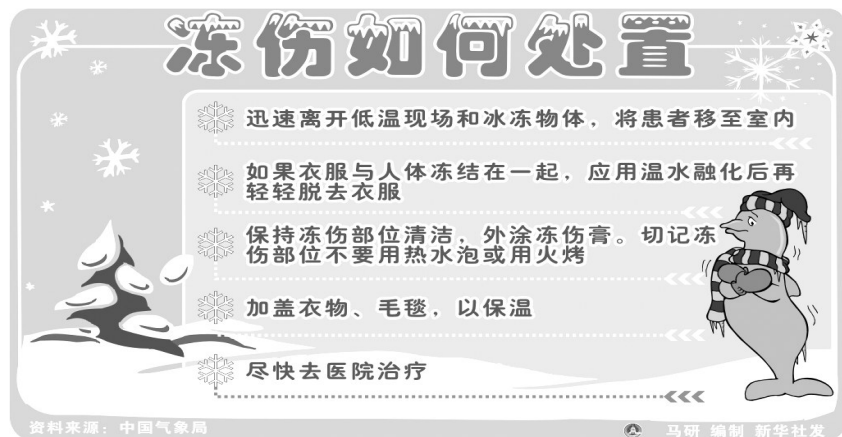 冻伤如何处置
迅速离开低温现场和冰冻物体，将患者移至室内
如果衣服与人体冻结在一起，应用温水融化后再
轻轻脱去衣服
保持冻伤部位清洁，外涂冻伤膏。切记冻
伤部位不要用热水泡或用火烤
加盖衣物、毛毯，以保温
尽快去医院治疗
资料来源：中国气象局
马研 编制 新华社发